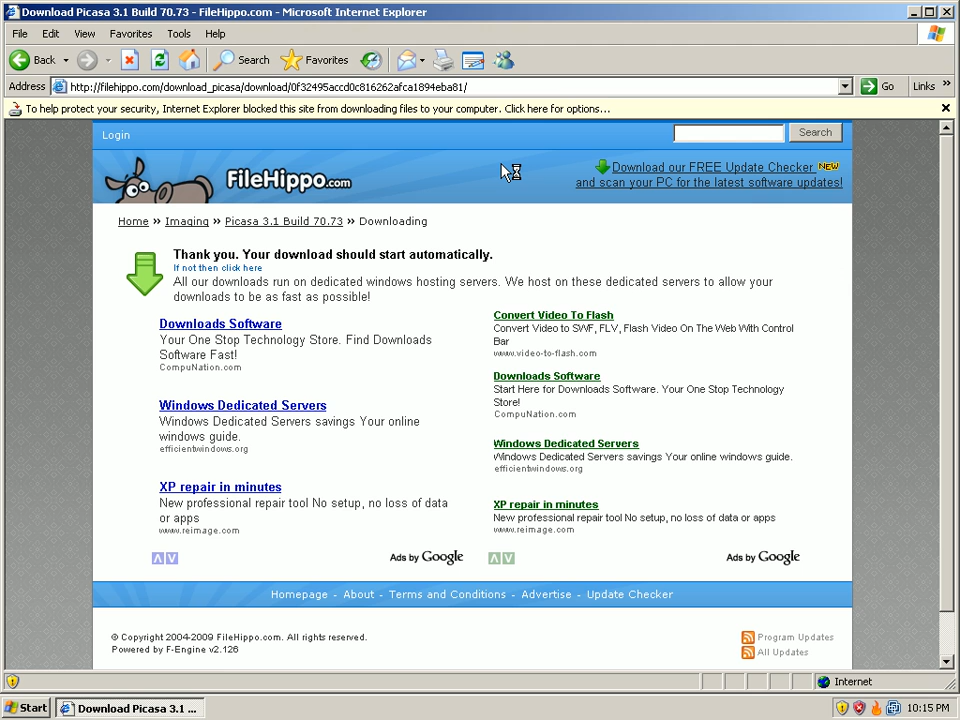 Download Picasa 3.1 Build 70.73 - FileHippo.com - Microsoft Internet Explorer
File Edit View Favorites Tools Help
Back Search Favorites
Address http://filehippo.com/download_picasa/download/0f32495accd0c816262afca1894eba81/ Go Links »
To help protect your security, Internet Explorer blocked this site from downloading files to your computer. Click here for options...
Login Search
FileHippo.com
Download our FREE Update Checker NEW
and scan your PC for the latest software updates!
Home » Imaging » Picasa 3.1 Build 70.73 » Downloading
Thank you. Your download should start automatically.
If not then click here
All our downloads run on dedicated windows hosting servers. We host on these dedicated servers to allow your
downloads to be as fast as possible!
Downloads Software
Your One Stop Technology Store. Find Downloads
Software Fast!
CompuNation.com
Windows Dedicated Servers
Windows Dedicated Servers savings Your online
windows guide.
efficientwindows.org
XP repair in minutes
New professional repair tool No setup, no loss of data
or apps
www.reimage.com
Ads by Google
Convert Video To Flash
Convert Video to SWF, FLV, Flash Video On The Web With Control
Bar
www.video-to-flash.com
Downloads Software
Start Here for Downloads Software. Your One Stop Technology
Store!
CompuNation.com
Windows Dedicated Servers
Windows Dedicated Servers savings Your online windows guide.
efficientwindows.org
XP repair in minutes
New professional repair tool No setup, no loss of data or apps
www.reimage.com
Ads by Google
Homepage - About - Terms and Conditions - Advertise - Update Checker
© Copyright 2004-2009 FileHippo.com. All rights reserved.
Powered by F-Engine v2.126
Program Updates
All Updates
Internet
Start Download Picasa 3.1 ... 10:15 PM